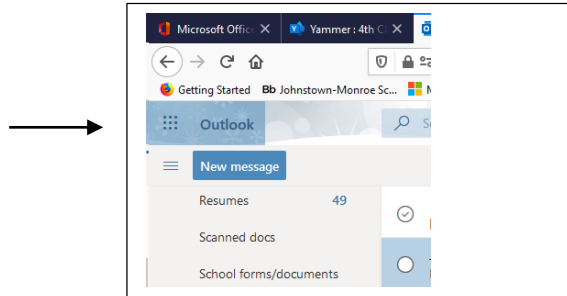 Microsoft Offic Yammer : 4th C
Getting Started Bb Johnstown-Monroe Sc...
Outlook
New message
Resumes 49
Scanned docs
School forms/documents